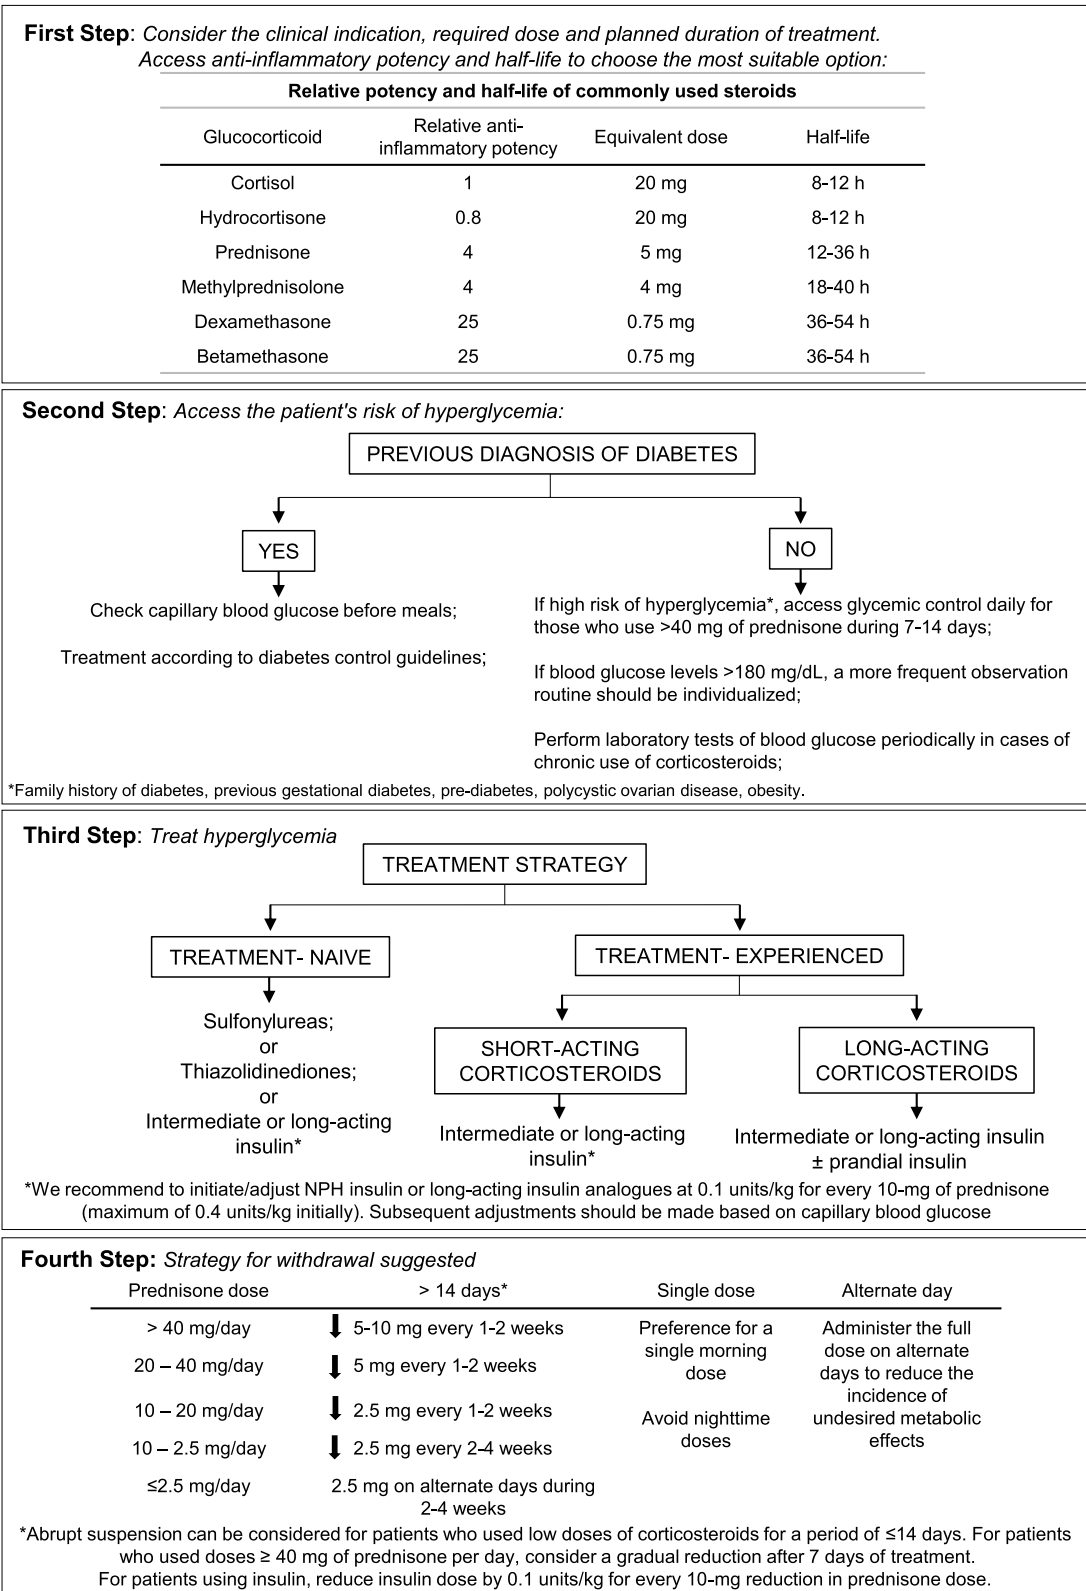 First Step: Consider the clinical indication, required dose and planned duration of treatment.
Access anti-inflammatory potency and half-life to choose the most suitable option:
Relative potency and half-life of commonly used steroids
Glucocorticoid Relative anti-inflammatory potency Equivalent dose Half-life
Cortisol 1 20 mg 8-12 h
Hydrocortisone 0.8 20 mg 8-12 h
Prednisone 4 5 mg 12-36 h
Methylprednisolone 4 4 mg 18-40 h
Dexamethasone 25 0.75 mg 36-54 h
Betamethasone 25 0.75 mg 36-54 h
Second Step: Access the patient's risk of hyperglycemia:
PREVIOUS DIAGNOSIS OF DIABETES
YES
Check capillary blood glucose before meals;
Treatment according to diabetes control guidelines;
NO
If high risk of hyperglycemia*, access glycemic control daily for
those who use >40 mg of prednisone during 7-14 days;
If blood glucose levels >180 mg/dL, a more frequent observation
routine should be individualized;
Perform laboratory tests of blood glucose periodically in cases of
chronic use of corticosteroids;
*Family history of diabetes, previous gestational diabetes, pre-diabetes, polycystic ovarian disease, obesity.
Third Step: Treat hyperglycemia
TREATMENT STRATEGY
TREATMENT- NAIVE
Sulfonylureas;
or
Thiazolidinediones;
or
Intermediate or long-acting
insulin*
TREATMENT- EXPERIENCED
SHORT-ACTING
CORTICOSTEROIDS
Intermediate or long-acting
insulin*
LONG-ACTING
CORTICOSTEROIDS
Intermediate or long-acting insulin
± prandial insulin
*We recommend to initiate/adjust NPH insulin or long-acting insulin analogues at 0.1 units/kg for every 10-mg of prednisone
(maximum of 0.4 units/kg initially). Subsequent adjustments should be made based on capillary blood glucose
Fourth Step: Strategy for withdrawal suggested
Prednisone dose > 14 days* Single dose Alternate day
> 40 mg/day 5-10 mg every 1-2 weeks
20 – 40 mg/day 5 mg every 1-2 weeks
10 – 20 mg/day 2.5 mg every 1-2 weeks
10 – 2.5 mg/day 2.5 mg every 2-4 weeks
≤2.5 mg/day 2.5 mg on alternate days during
2-4 weeks
Preference for a
single morning
dose
Avoid nighttime
doses
Administer the full
dose on alternate
days to reduce the
incidence of
undesired metabolic
effects
*Abrupt suspension can be considered for patients who used low doses of corticosteroids for a period of ≤14 days. For patients
who used doses ≥ 40 mg of prednisone per day, consider a gradual reduction after 7 days of treatment.
For patients using insulin, reduce insulin dose by 0.1 units/kg for every 10-mg reduction in prednisone dose.